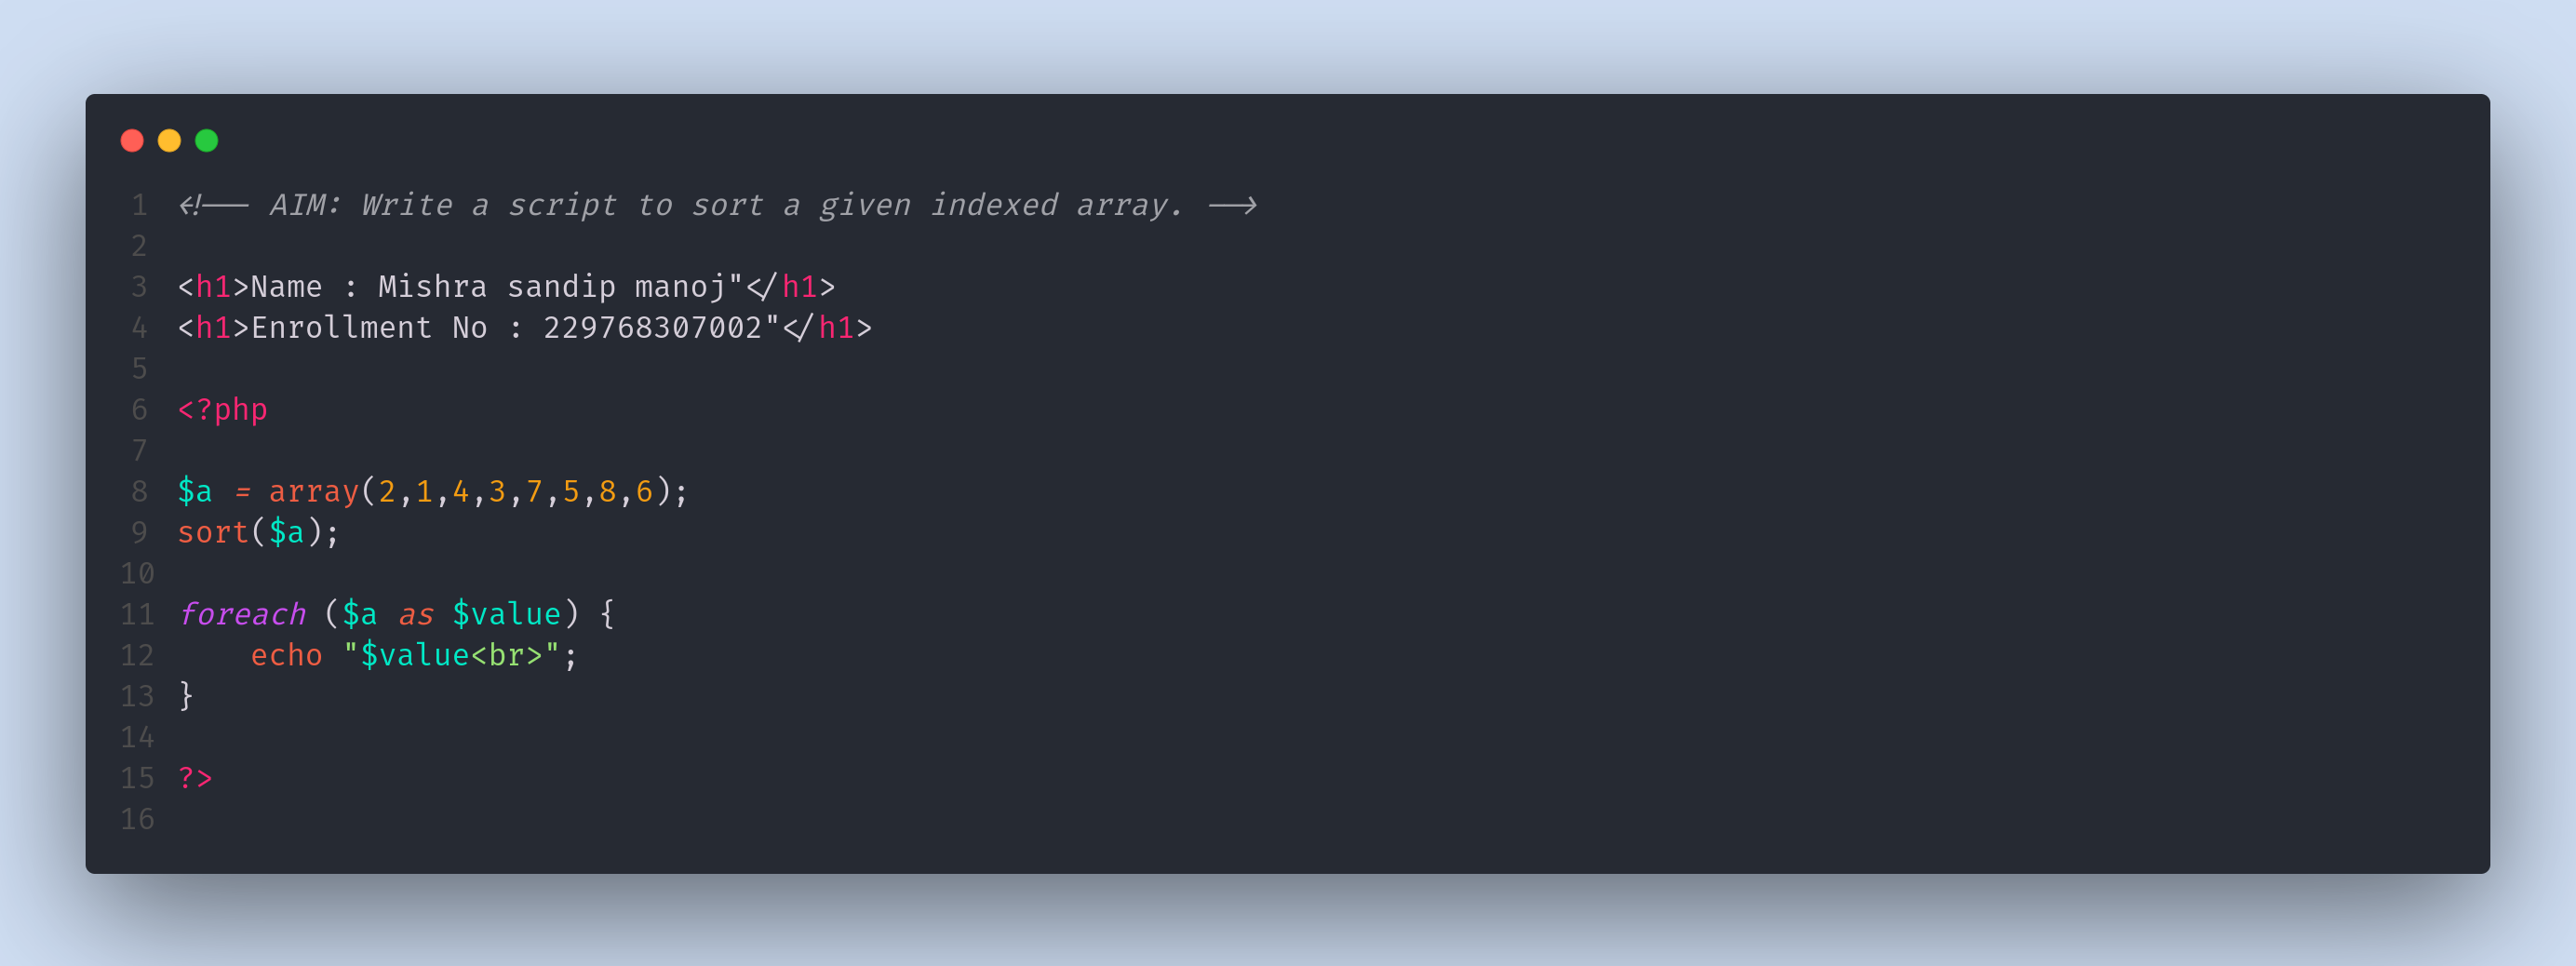 1 <!-- AIM: Write a script to sort a given indexed array. -->
2
3 <h1>Name : Mishra sandip manoj"</h1>
4 <h1>Enrollment No : 229768307002"</h1>
5
6 <?php
7
8 $a = array(2,1,4,3,7,5,8,6);
9 sort($a);
10
11 foreach ($a as $value) {
12     echo "$value<br>";
13 }
14
15 ?>
16